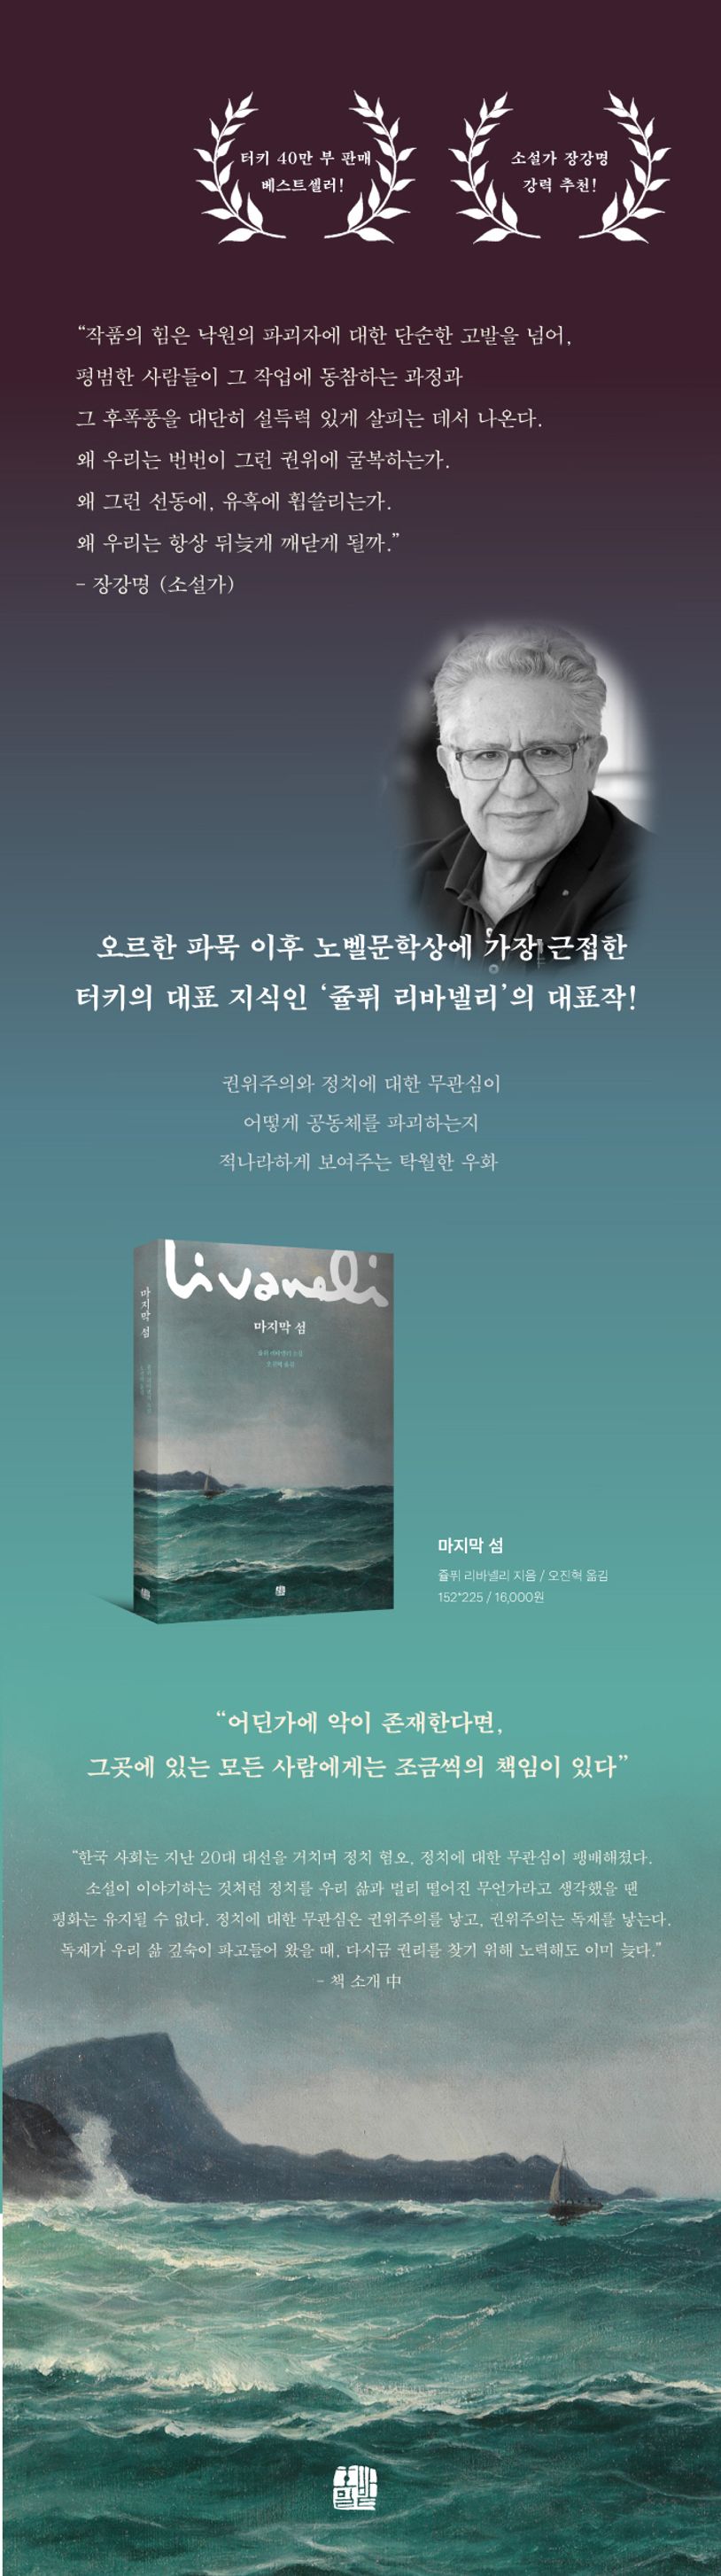 터키 40만 부 판매
베스트셀러!
소설가 장강명
강력 추천!
“작품의 힘은 낙원의 파괴자에 대한 단순한 고발을 넘어,
평범한 사람들이 그 작업에 동참하는 과정과
그 후폭풍을 대단히 설득력 있게 살피는 데서 나온다.
왜 우리는 번번이 그런 권위에 굴복하는가.
왜 그런 선동에, 유혹에 휩쓸리는가.
왜 우리는 항상 뒤늦게 깨닫게 될까.”
- 장강명 (소설가)
오르한 파묵 이후 노벨문학상에 가장 근접한
터키의 대표 지식인 ‘쥴퓌 리바넬리’의 대표작!
권위주의와 정치에 대한 무관심이
어떻게 공동체를 파괴하는지
적나라하게 보여주는 탁월한 우화
livaneli
마지막 섬
쥴퓌 리바넬리 소설
오진혁 옮김
마지막 섬
마지막 섬
쥴퓌 리바넬리 지음 / 오진혁 옮김
152*225 / 16,000원
“어딘가에 악이 존재한다면,
그곳에 있는 모든 사람에게는 조금씩의 책임이 있다”
“한국 사회는 지난 20대 대선을 거치며 정치 혐오, 정치에 대한 무관심이 팽배해졌다.
소설이 이야기하는 것처럼 정치를 우리 삶과 멀리 떨어진 무언가라고 생각했을 땐
평화는 유지될 수 없다. 정치에 대한 무관심은 권위주의를 낳고, 권위주의는 독재를 낳는다.
독재가 우리 삶 깊숙이 파고들어 왔을 때, 다시금 권리를 찾기 위해 노력해도 이미 늦다.”
- 책 소개 中